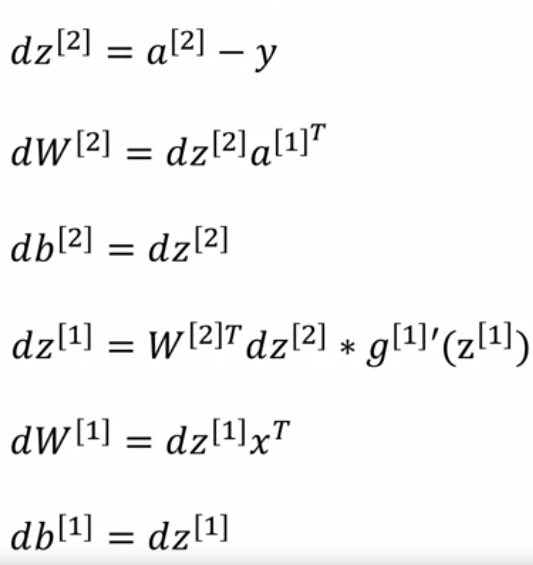 dz^{[2]} = a^{[2]} − y
dW^{[2]} = dz^{[2]}a^{[1]^T}
db^{[2]} = dz^{[2]}
dz^{[1]} = W^{[2]T}dz^{[2]} * g^{[1]}′(z^{[1]})
dW^{[1]} = dz^{[1]}x^T
db^{[1]} = dz^{[1]}